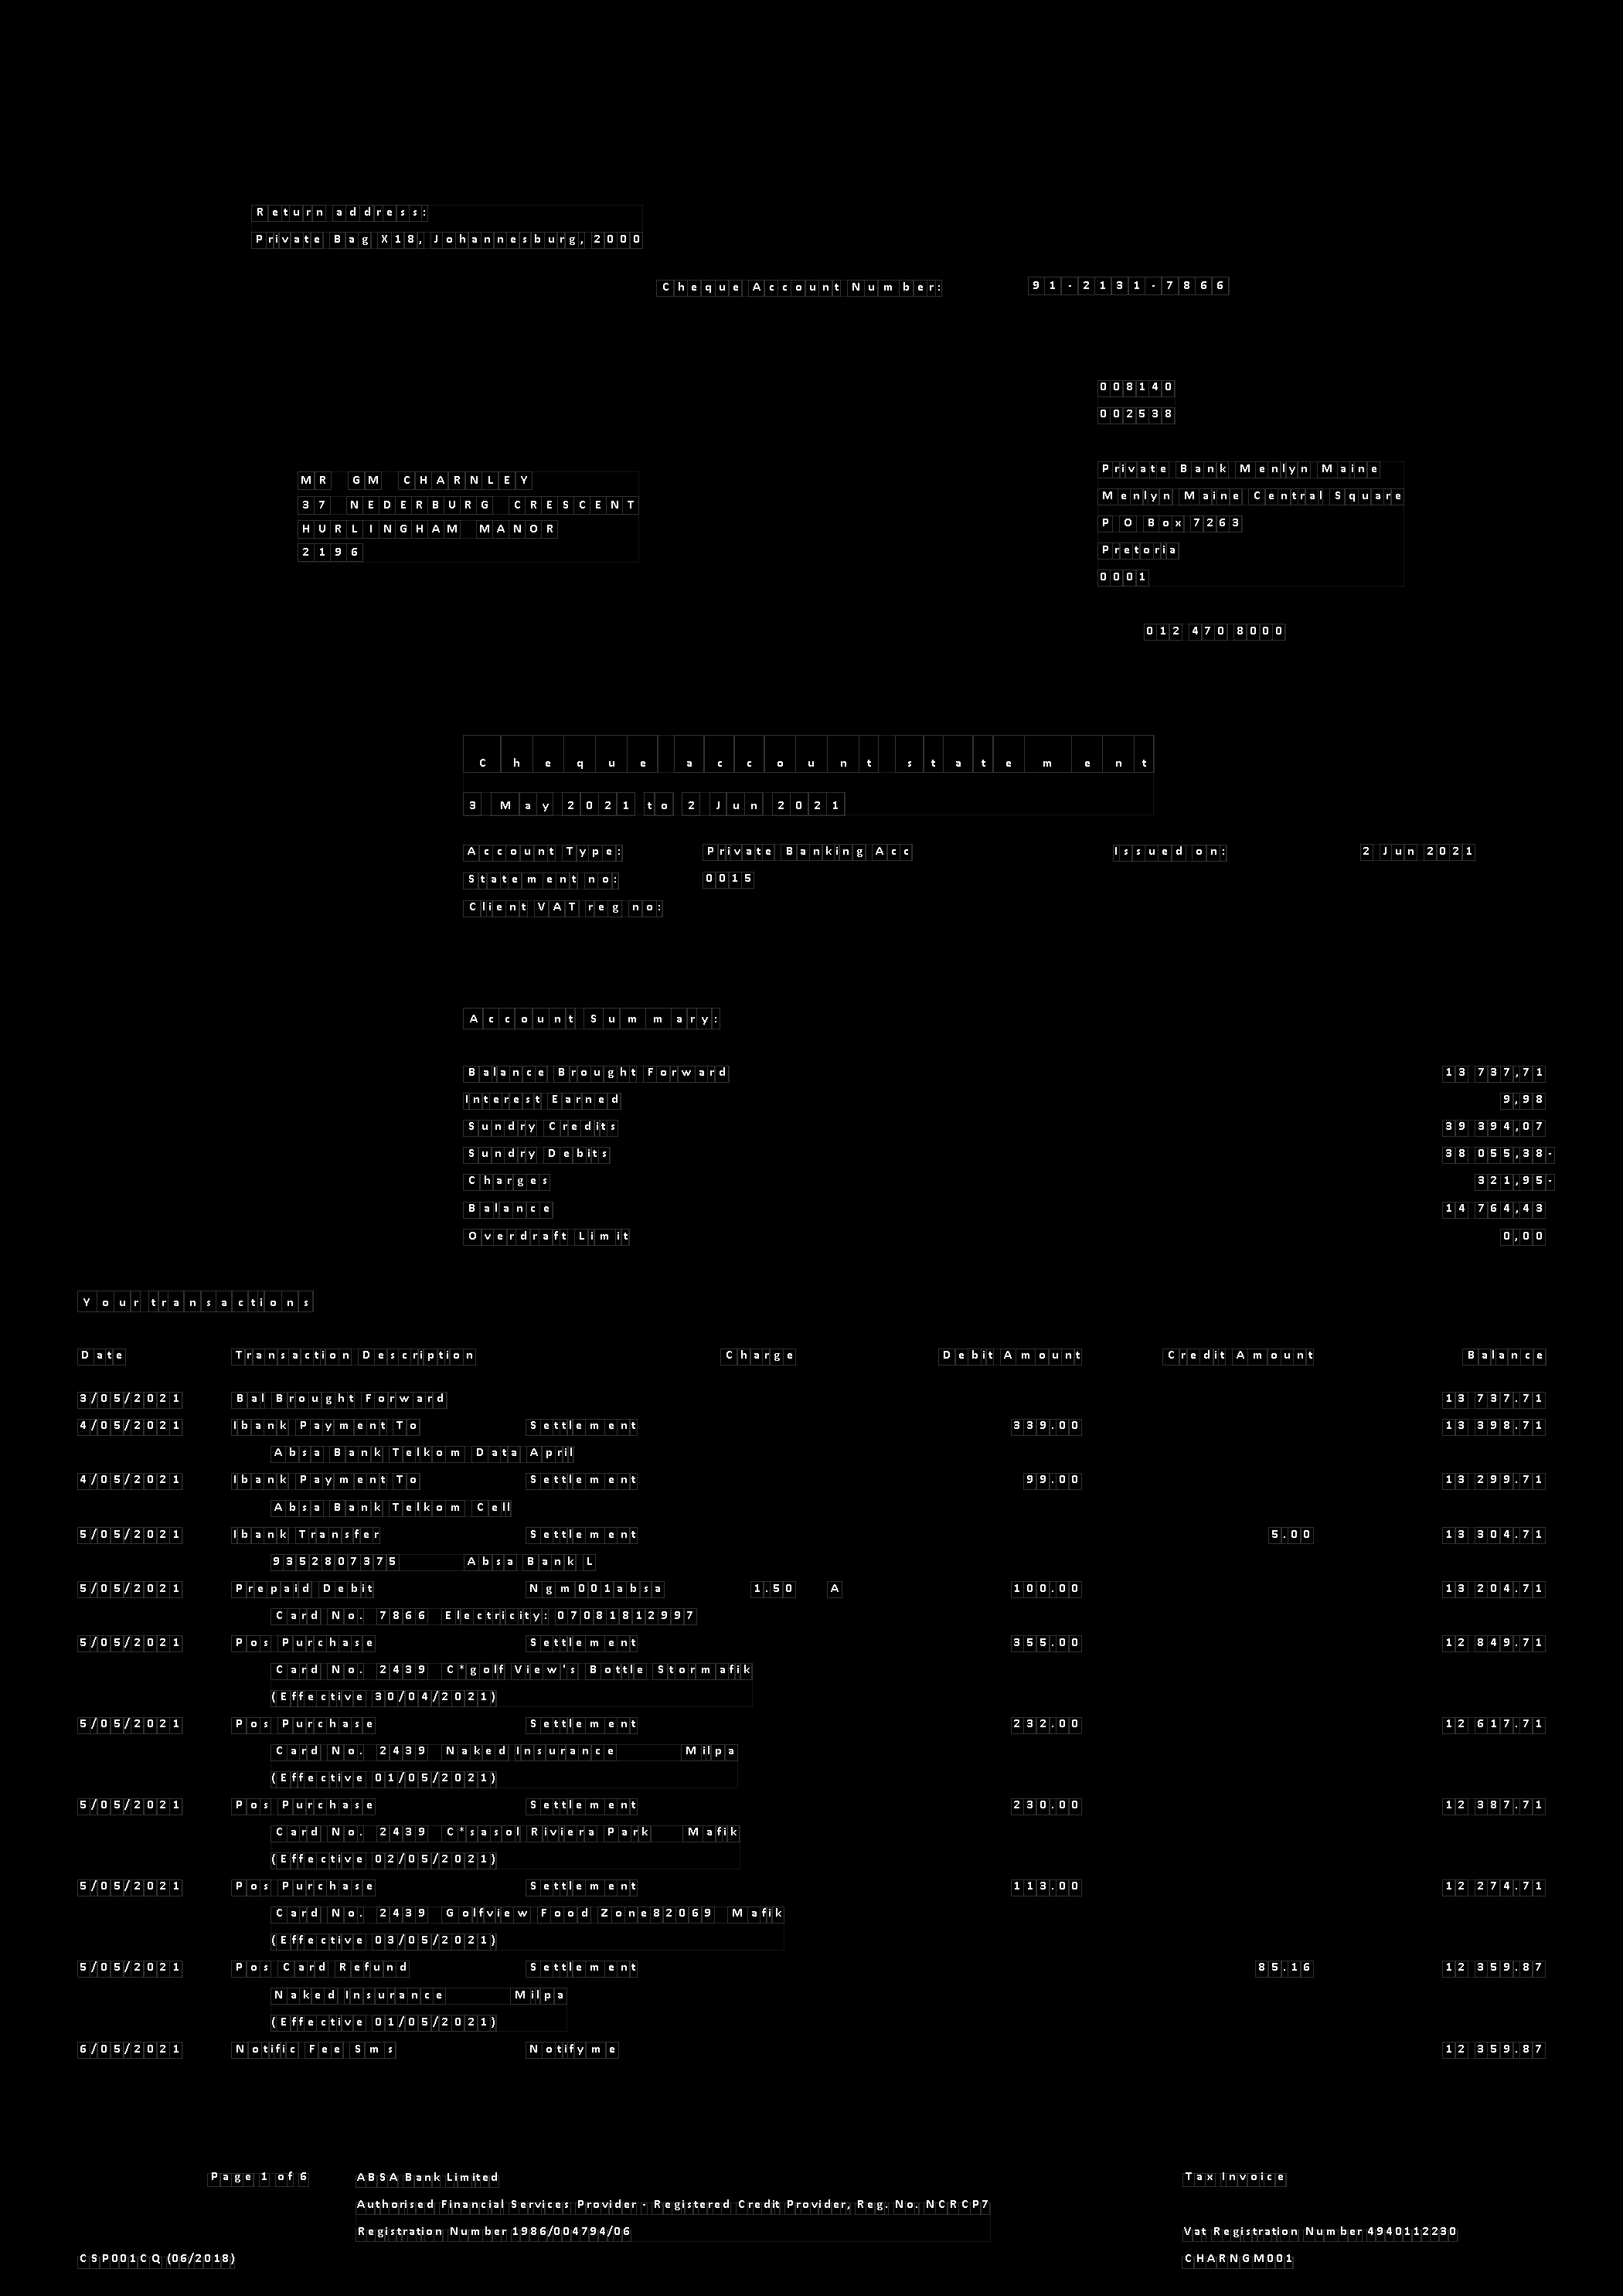 Return address:
Private Bag X18, Johannesburg, 2000
Cheque Account Number: 91-2131-7866
008140
002538
MR GM CHARNLEY
37 NEDERBURG CRESCENT
HURLINGHAM MANOR
2196
Private Bank Menlyn Maine
Menlyn Maine Central Square
P O Box 7263
Pretoria
0001
012 470 8000
Cheque account statement
3 May 2021 to 2 Jun 2021
Account Type: Private Banking Acc Issued on: 2 Jun 2021
Statement no: 0015
Client VAT reg no:
Account Summary:
Balance Brought Forward 13 737,71
Interest Earned 9,98
Sundry Credits 39 394,07
Sundry Debits 38 055,38-
Charges 321,95-
Balance 14 764,43
Overdraft Limit 0,00
Your transactions
Date Transaction Description Charge Debit Amount Credit Amount Balance
3/05/2021 Bal Brought Forward 13 737.71
4/05/2021 Ibank Payment To Settlement 339.00 13 398.71
Absa Bank Telkom Data April
4/05/2021 Ibank Payment To Settlement 99.00 13 299.71
Absa Bank Telkom Cell
5/05/2021 Ibank Transfer Settlement 5.00 13 304.71
9352807375 Absa Bank L
5/05/2021 Prepaid Debit Ngm001absa 1.50 A 100.00 13 204.71
Card No. 7866 Electricity: 07081812997
5/05/2021 Pos Purchase Settlement 355.00 12 849.71
Card No. 2439 C*golf View's Bottle Stormafik
(Effective 30/04/2021)
5/05/2021 Pos Purchase Settlement 232.00 12 617.71
Card No. 2439 Naked Insurance Milpa
(Effective 01/05/2021)
5/05/2021 Pos Purchase Settlement 230.00 12 387.71
Card No. 2439 C*sasol Riviera Park Mafik
(Effective 02/05/2021)
5/05/2021 Pos Purchase Settlement 113.00 12 274.71
Card No. 2439 Golfview Food Zone82069 Mafik
(Effective 03/05/2021)
5/05/2021 Pos Card Refund Settlement 85.16 12 359.87
Naked Insurance Milpa
(Effective 01/05/2021)
6/05/2021 Notific Fee Sms Notifyme 12 359.87
Page 1 of 6 ABSA Bank Limited Tax Invoice
Authorised Financial Services Provider - Registered Credit Provider, Reg. No. NCRCP7
Registration Number 1986/004794/06 Vat Registration Number 4940112230
CSP001CQ (06/2018) CHARNGM001